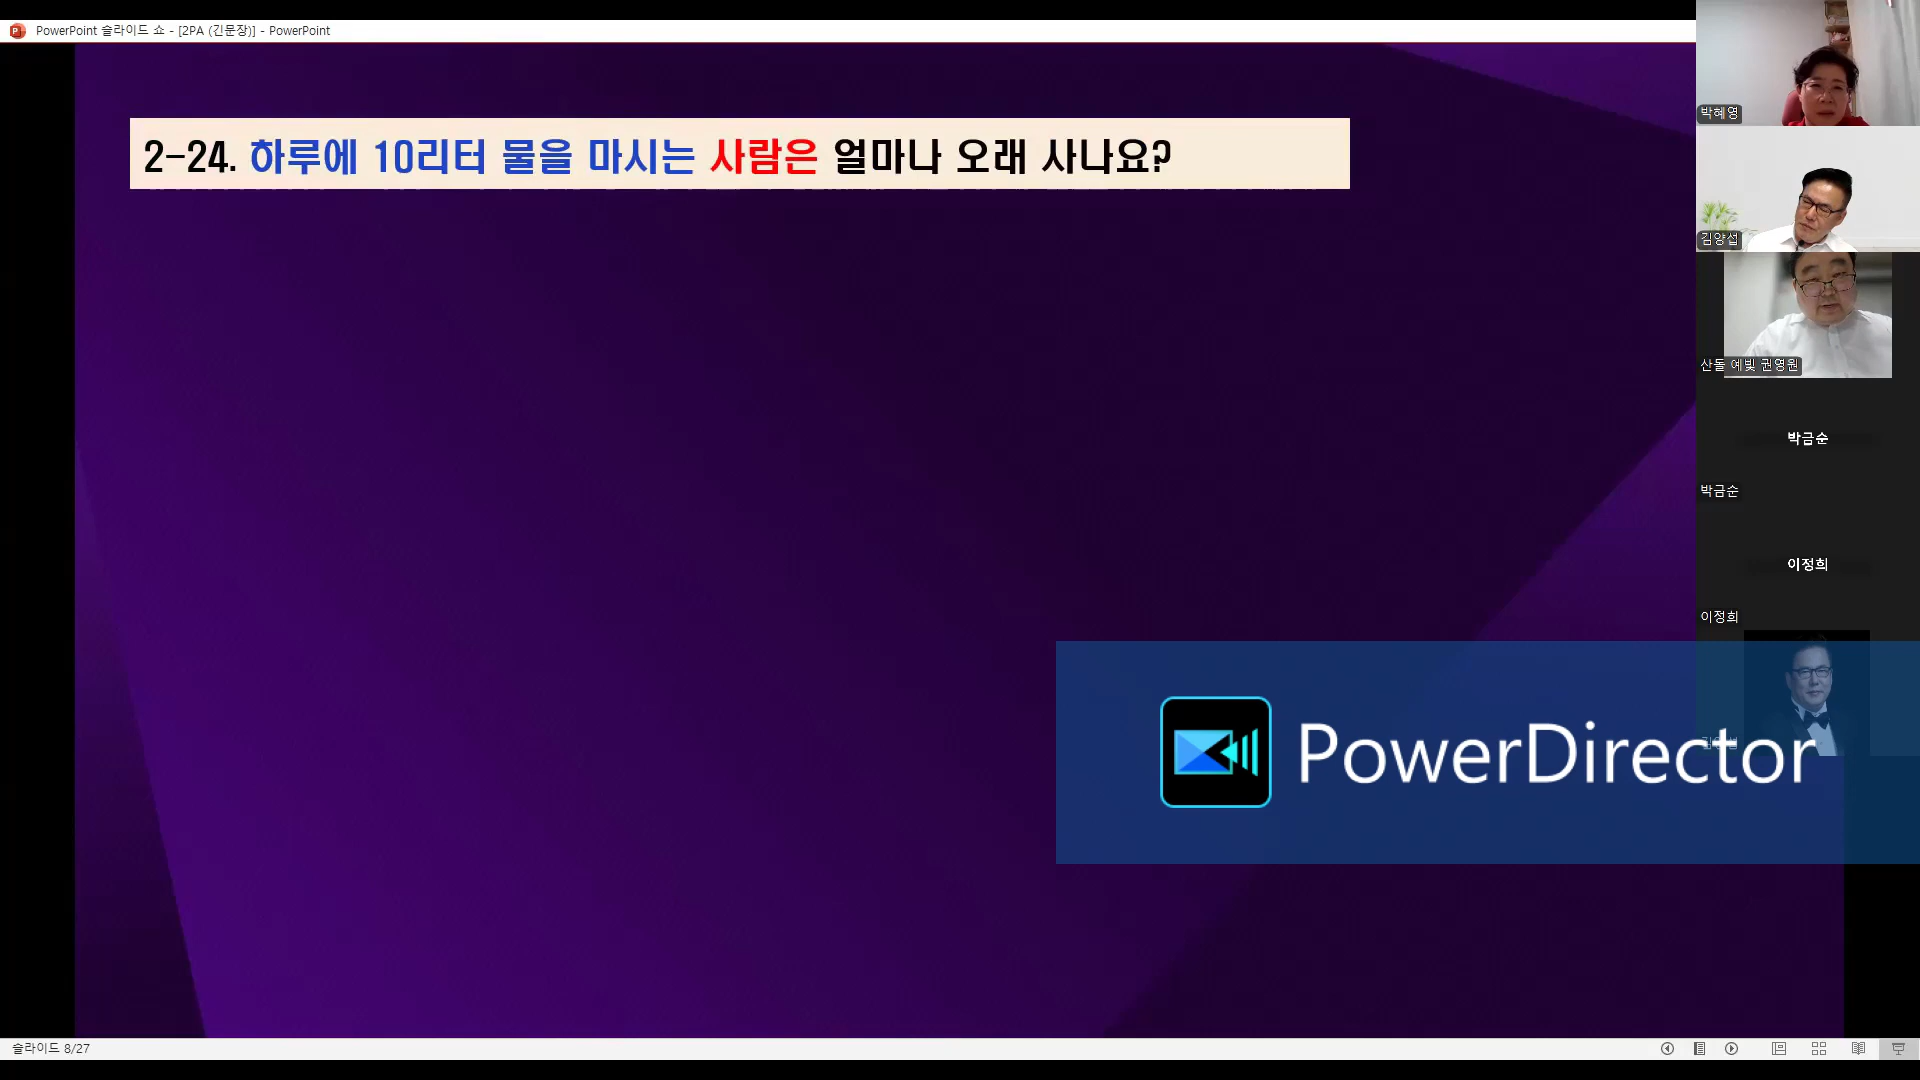 PowerPoint 슬라이드 쇼 - [2PA (긴문장)] - PowerPoint
2-24. 하루에 10리터 물을 마시는 사람은 얼마나 오래 사나요?
박혜영
김양섭
산돌 예빛 권영원
박금순
박금순
이정희
이정희
PowerDirector
슬라이드 8/27